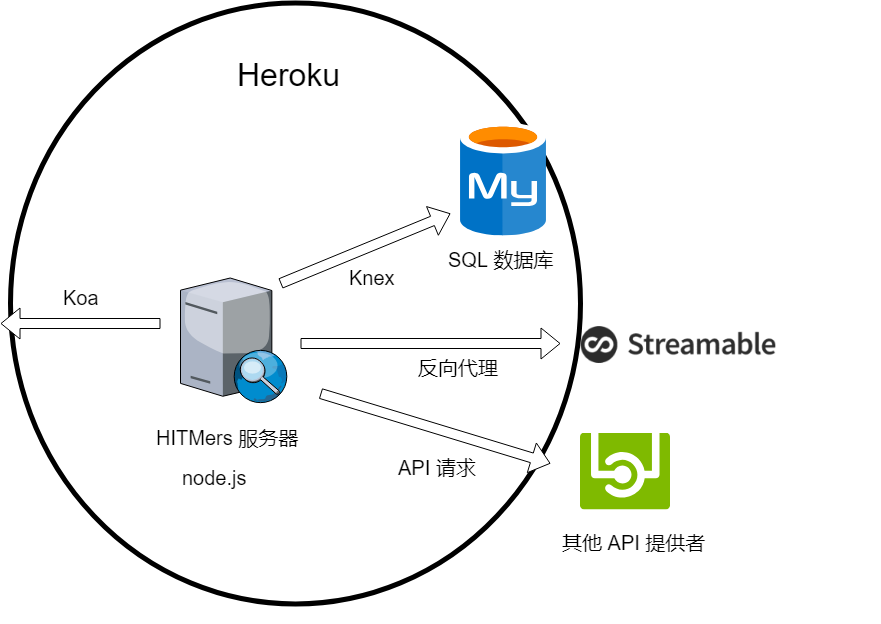 Heroku
My
SQL 数据库
Knex
Koa
Streamable
反向代理
HITMers 服务器
node.js
API 请求
其他 API 提供者